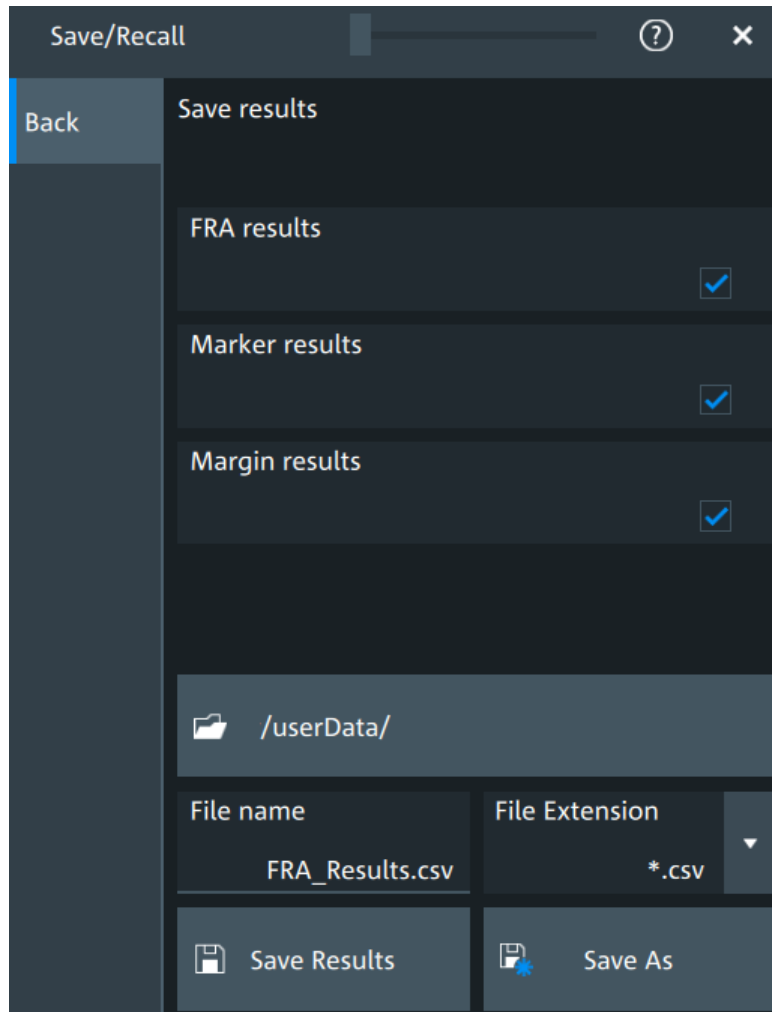 Save/Recall
Back
Save results
FRA results
Marker results
Margin results
/userData/
File name
File Extension
FRA_Results.csv
*.csv
Save Results
Save As